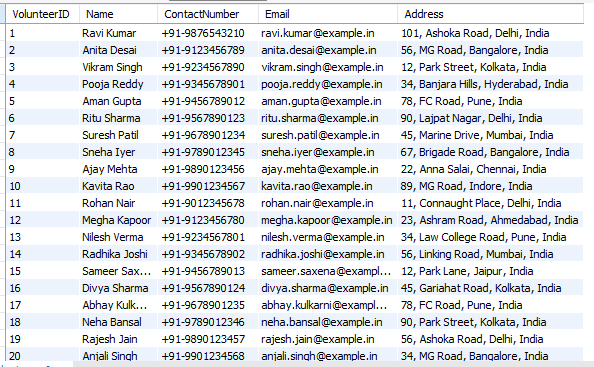 VolunteerID Name ContactNumber Email Address
1 Ravi Kumar +91-9876543210 ravi.kumar@example.in 101, Ashoka Road, Delhi, India
2 Anita Desai +91-9123456789 anita.desai@example.in 56, MG Road, Bangalore, India
3 Vikram Singh +91-9234567890 vikram.singh@example.in 12, Park Street, Kolkata, India
4 Pooja Reddy +91-9345678901 pooja.reddy@example.in 34, Banjara Hills, Hyderabad, India
5 Aman Gupta +91-9456789012 aman.gupta@example.in 78, FC Road, Pune, India
6 Ritu Sharma +91-9567890123 ritu.sharma@example.in 90, Lajpat Nagar, Delhi, India
7 Suresh Patil +91-9678901234 suresh.patil@example.in 45, Marine Drive, Mumbai, India
8 Sneha Iyer +91-9789012345 sneha.iyer@example.in 67, Brigade Road, Bangalore, India
9 Ajay Mehta +91-9890123456 ajay.mehta@example.in 22, Anna Salai, Chennai, India
10 Kavita Rao +91-9901234567 kavita.rao@example.in 89, MG Road, Indore, India
11 Rohan Nair +91-9012345678 rohan.nair@example.in 11, Connaught Place, Delhi, India
12 Megha Kapoor +91-9123456780 megha.kapoor@example.in 23, Ashram Road, Ahmedabad, India
13 Nilesh Verma +91-9234567801 nilesh.verma@example.in 34, Law College Road, Pune, India
14 Radhika Joshi +91-9345678902 radhika.joshi@example.in 56, Linking Road, Mumbai, India
15 Sameer Sax... +91-9456789013 sameer.saxena@exampl... 12, Park Lane, Jaipur, India
16 Divya Sharma +91-9567890124 divya.sharma@example.in 45, Gariahat Road, Kolkata, India
17 Abhay Kulk... +91-9678901235 abhay.kulkarni@exampl... 78, FC Road, Pune, India
18 Neha Bansal +91-9789012346 neha.bansal@example.in 90, Park Street, Kolkata, India
19 Rajesh Jain +91-9890123457 rajesh.jain@example.in 56, Ashoka Road, Delhi, India
20 Anjali Singh +91-9901234568 anjali.singh@example.in 34, MG Road, Bangalore, India